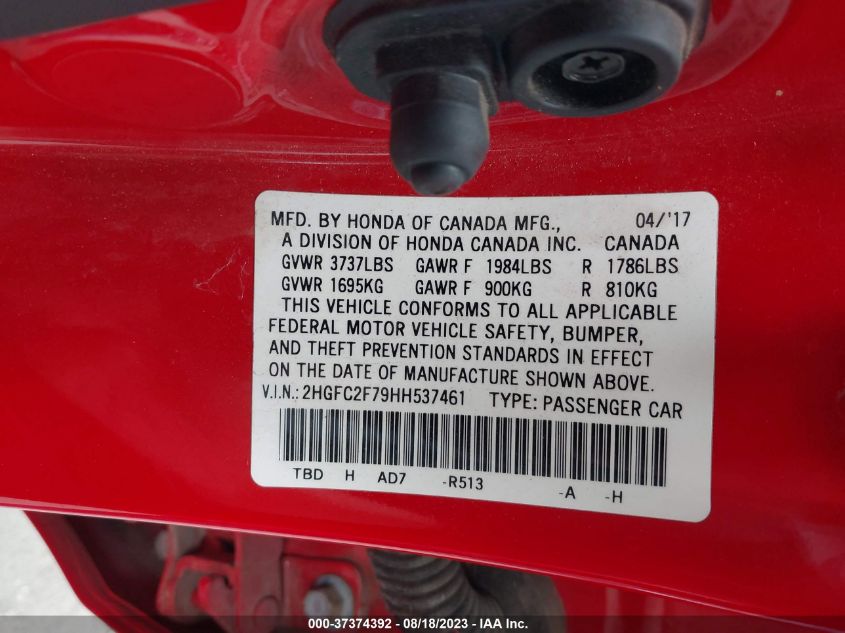 MFD. BY HONDA OF CANADA MFG., 04/'17
A DIVISION OF HONDA CANADA INC. CANADA
GVWR 3737LBS GAWR F 1984LBS R 1786LBS
GVWR 1695KG GAWR F 900KG R 810KG
THIS VEHICLE CONFORMS TO ALL APPLICABLE
FEDERAL MOTOR VEHICLE SAFETY, BUMPER,
AND THEFT PREVENTION STANDARDS IN EFFECT
ON THE DATE OF MANUFACTURE SHOWN ABOVE.
V.I.N.: 2HGFC2F79HH537461 TYPE: PASSENGER CAR
TBD H AD7 -R513 -A -H
000-37374392 - 08/18/2023 - IAA Inc.